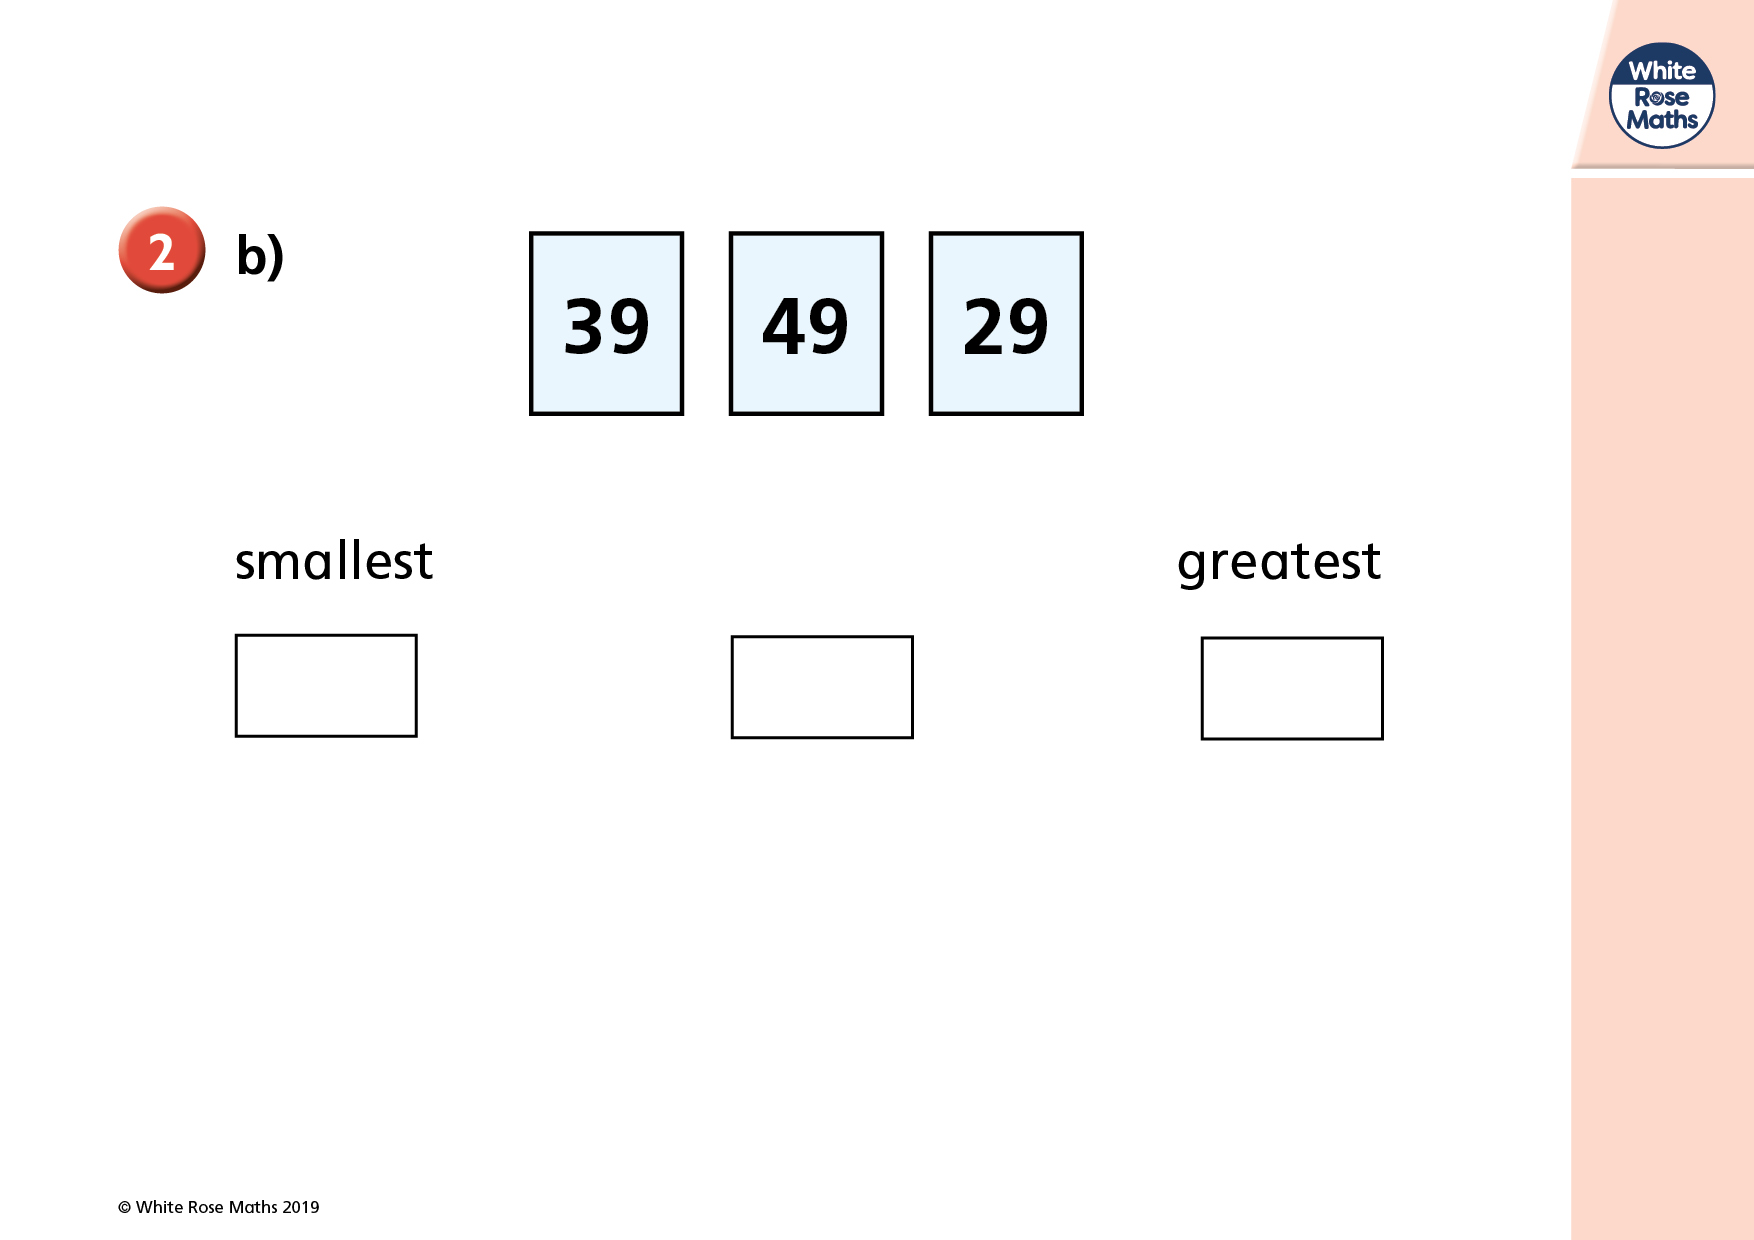 White
Rose
Maths
2 b)
39 49 29
smallest greatest
© White Rose Maths 2019